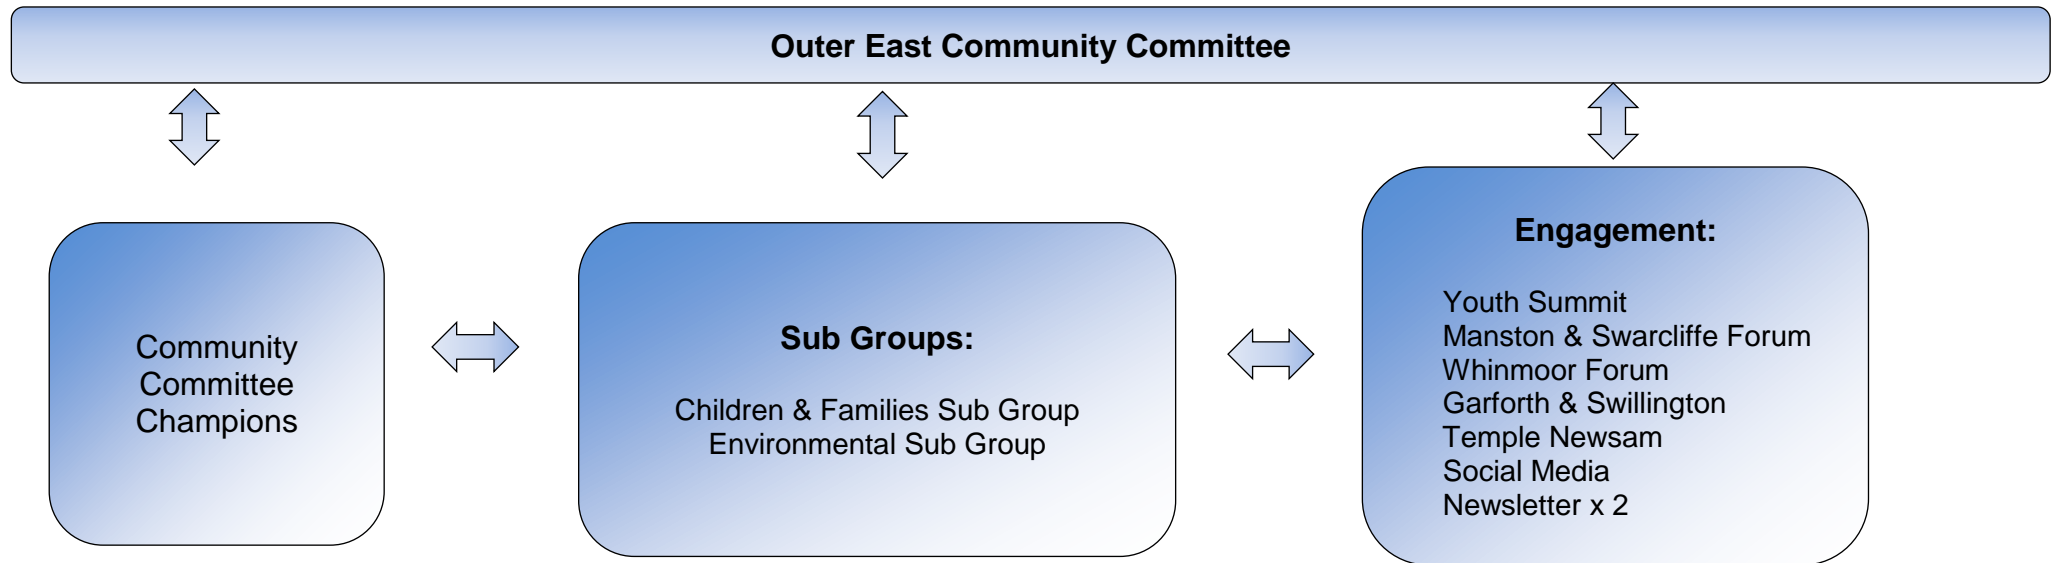 Outer East Community Committee
Community
Committee
Champions
Sub Groups:
Children & Families Sub Group
Environmental Sub Group
Engagement:
Youth Summit
Manston & Swarcliffe Forum
Whinmoor Forum
Garforth & Swillington
Temple Newsam
Social Media
Newsletter x 2